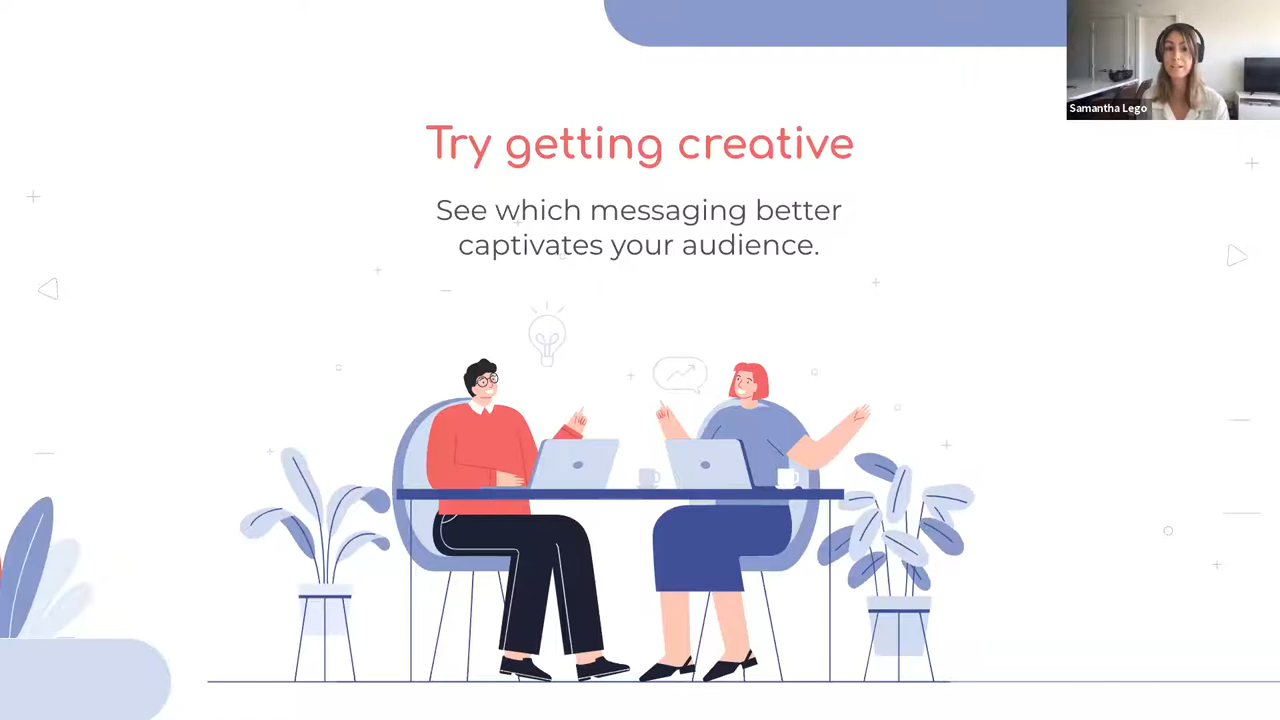 Try getting creative
See which messaging better
captivates your audience.
Samantha Lego